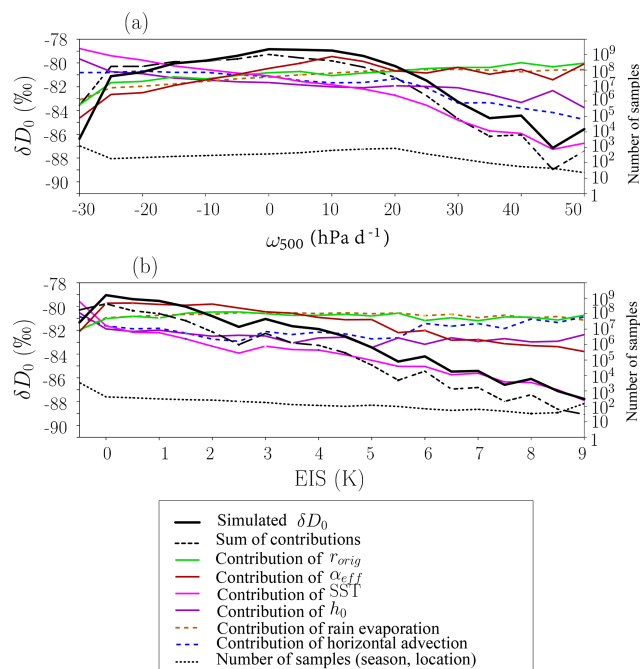 (a)
-78
-80
-82
-84
-86
-88
-90
δD₀ (‰)
10⁹
10⁸
10⁷
10⁶
10⁵
10⁴
10³
10²
10
1
Number of samples
-30 -20 -10 0 10 20 30 40 50
ω₅₀₀ (hPa d⁻¹)
(b)
-78
-80
-82
-84
-86
-88
-90
δD₀ (‰)
10⁹
10⁸
10⁷
10⁶
10⁵
10⁴
10³
10²
10
1
Number of samples
0 1 2 3 4 5 6 7 8 9
EIS (K)
Simulated δD₀
Sum of contributions
Contribution of r_orig
Contribution of α_eff
Contribution of SST
Contribution of h₀
Contribution of rain evaporation
Contribution of horizontal advection
Number of samples (season, location)